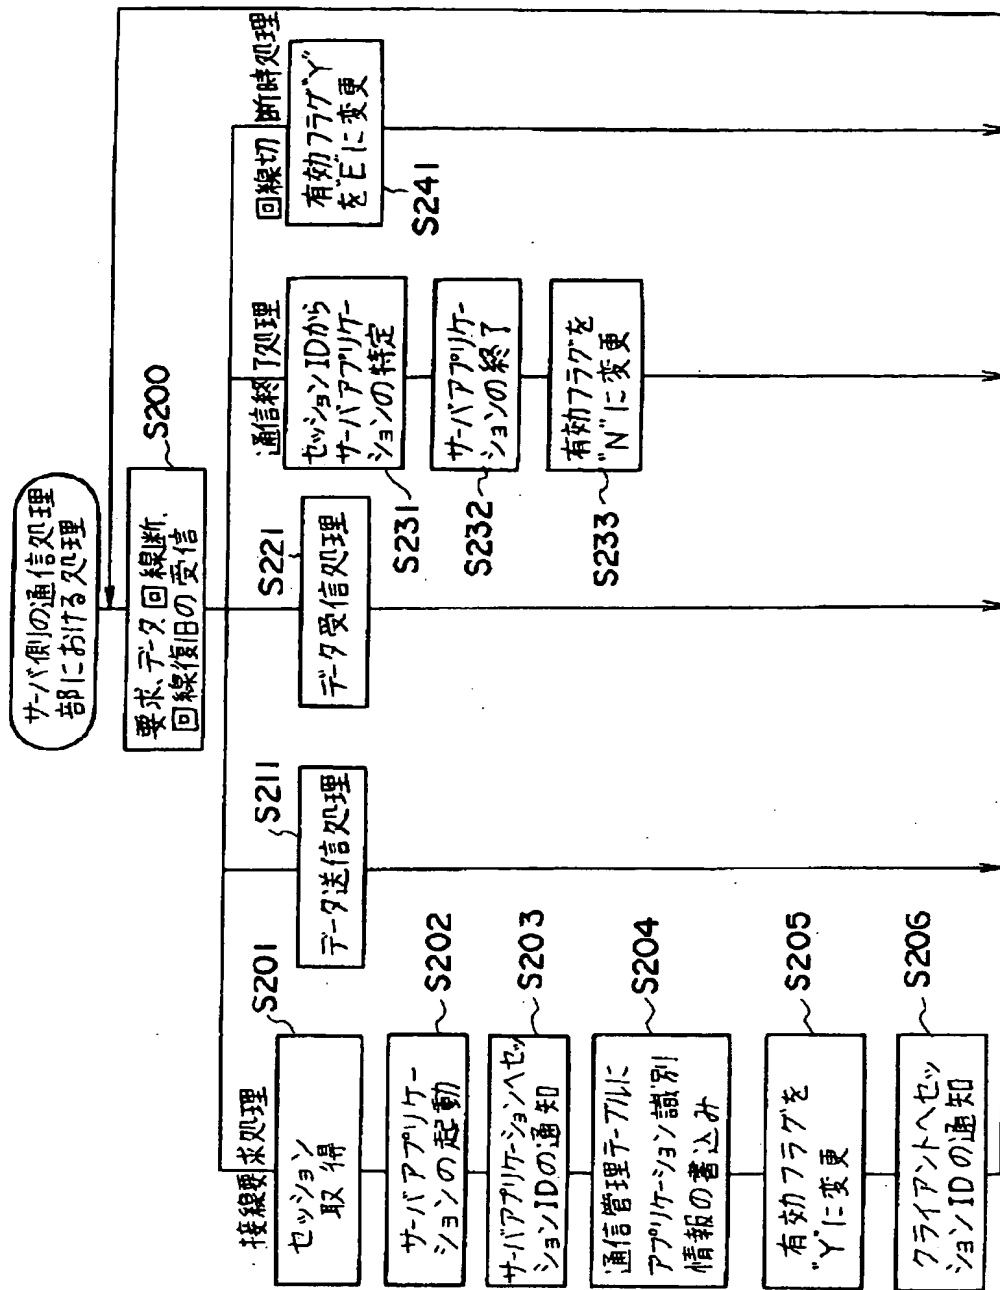 サーバ側の通信処理
部における処理
S200
要求、データ回線断、
回線復旧の受信
接線要求処理
S201
セッション
取得
S202
サーバアプリケー
ションの起動
S203
サーバアプリケーションへセッ
ションIDの通知
S204
通信管理テーブルに
アプリケーション識別
情報の書込み
S205
有効フラグを
"Y"に変更
S206
クライアントへセッ
ションIDの通知
S211
データ送信処理
S221
データ受信処理
通信終了処理
セッションIDから
サーバアプリケー
ションの特定
S231
サーバアプリケー
ションの終了
S232
有効フラグを
"N"に変更
S233
回線切断時処理
有効フラグ"Y"
を"E"に変更
S241